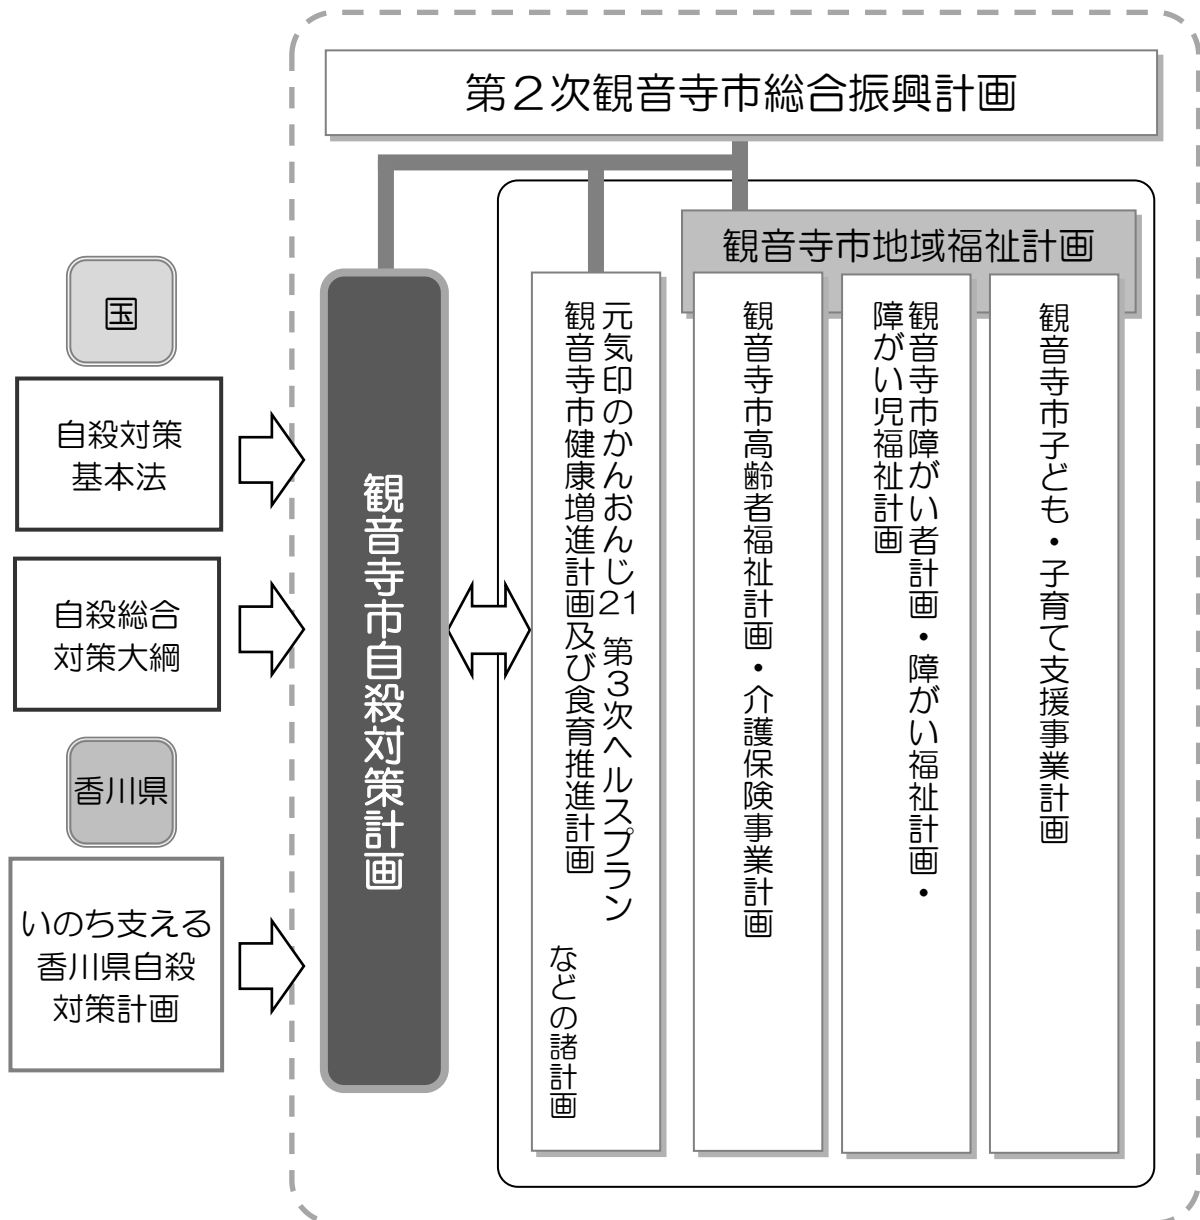 第２次観音寺市総合振興計画
観音寺市地域福祉計画
国
自殺対策
基本法
自殺総合
対策大綱
香川県
いのち支える
香川県自殺
対策計画
観音寺市自殺対策計画
元気印のかんおんじ21 第３次ヘルスプラン
観音寺市健康増進計画及び食育推進計画
などの諸計画
観音寺市高齢者福祉計画・介護保険事業計画
観音寺市障がい者計画・障がい福祉計画・
障がい児福祉計画
観音寺市子ども・子育て支援事業計画